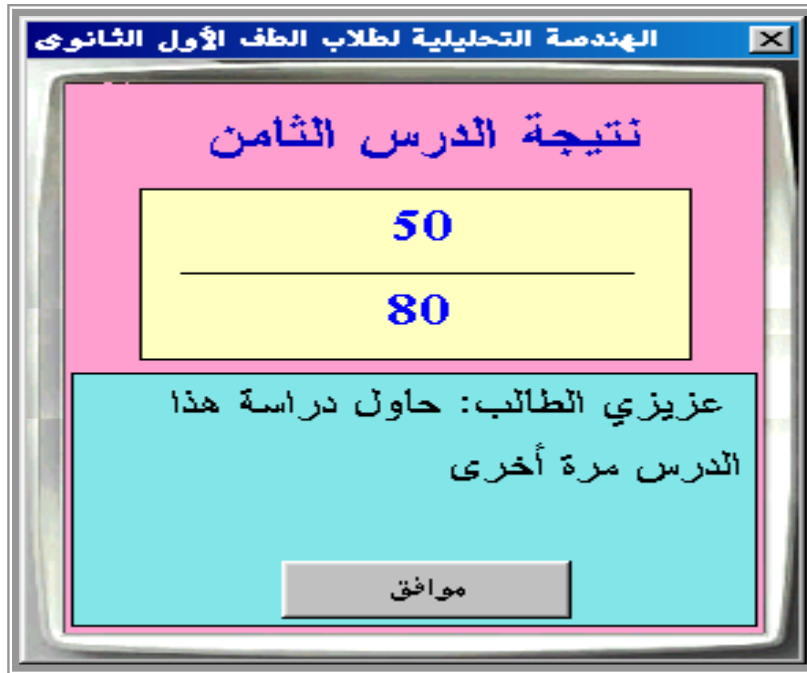 الهندسة التحليلية لطلاب الطف الأول الثانوى
نتيجة الدرس الثامن
50
80
عزيزي الطالب: حاول دراسة هذا
الدرس مرة أخرى
موافق